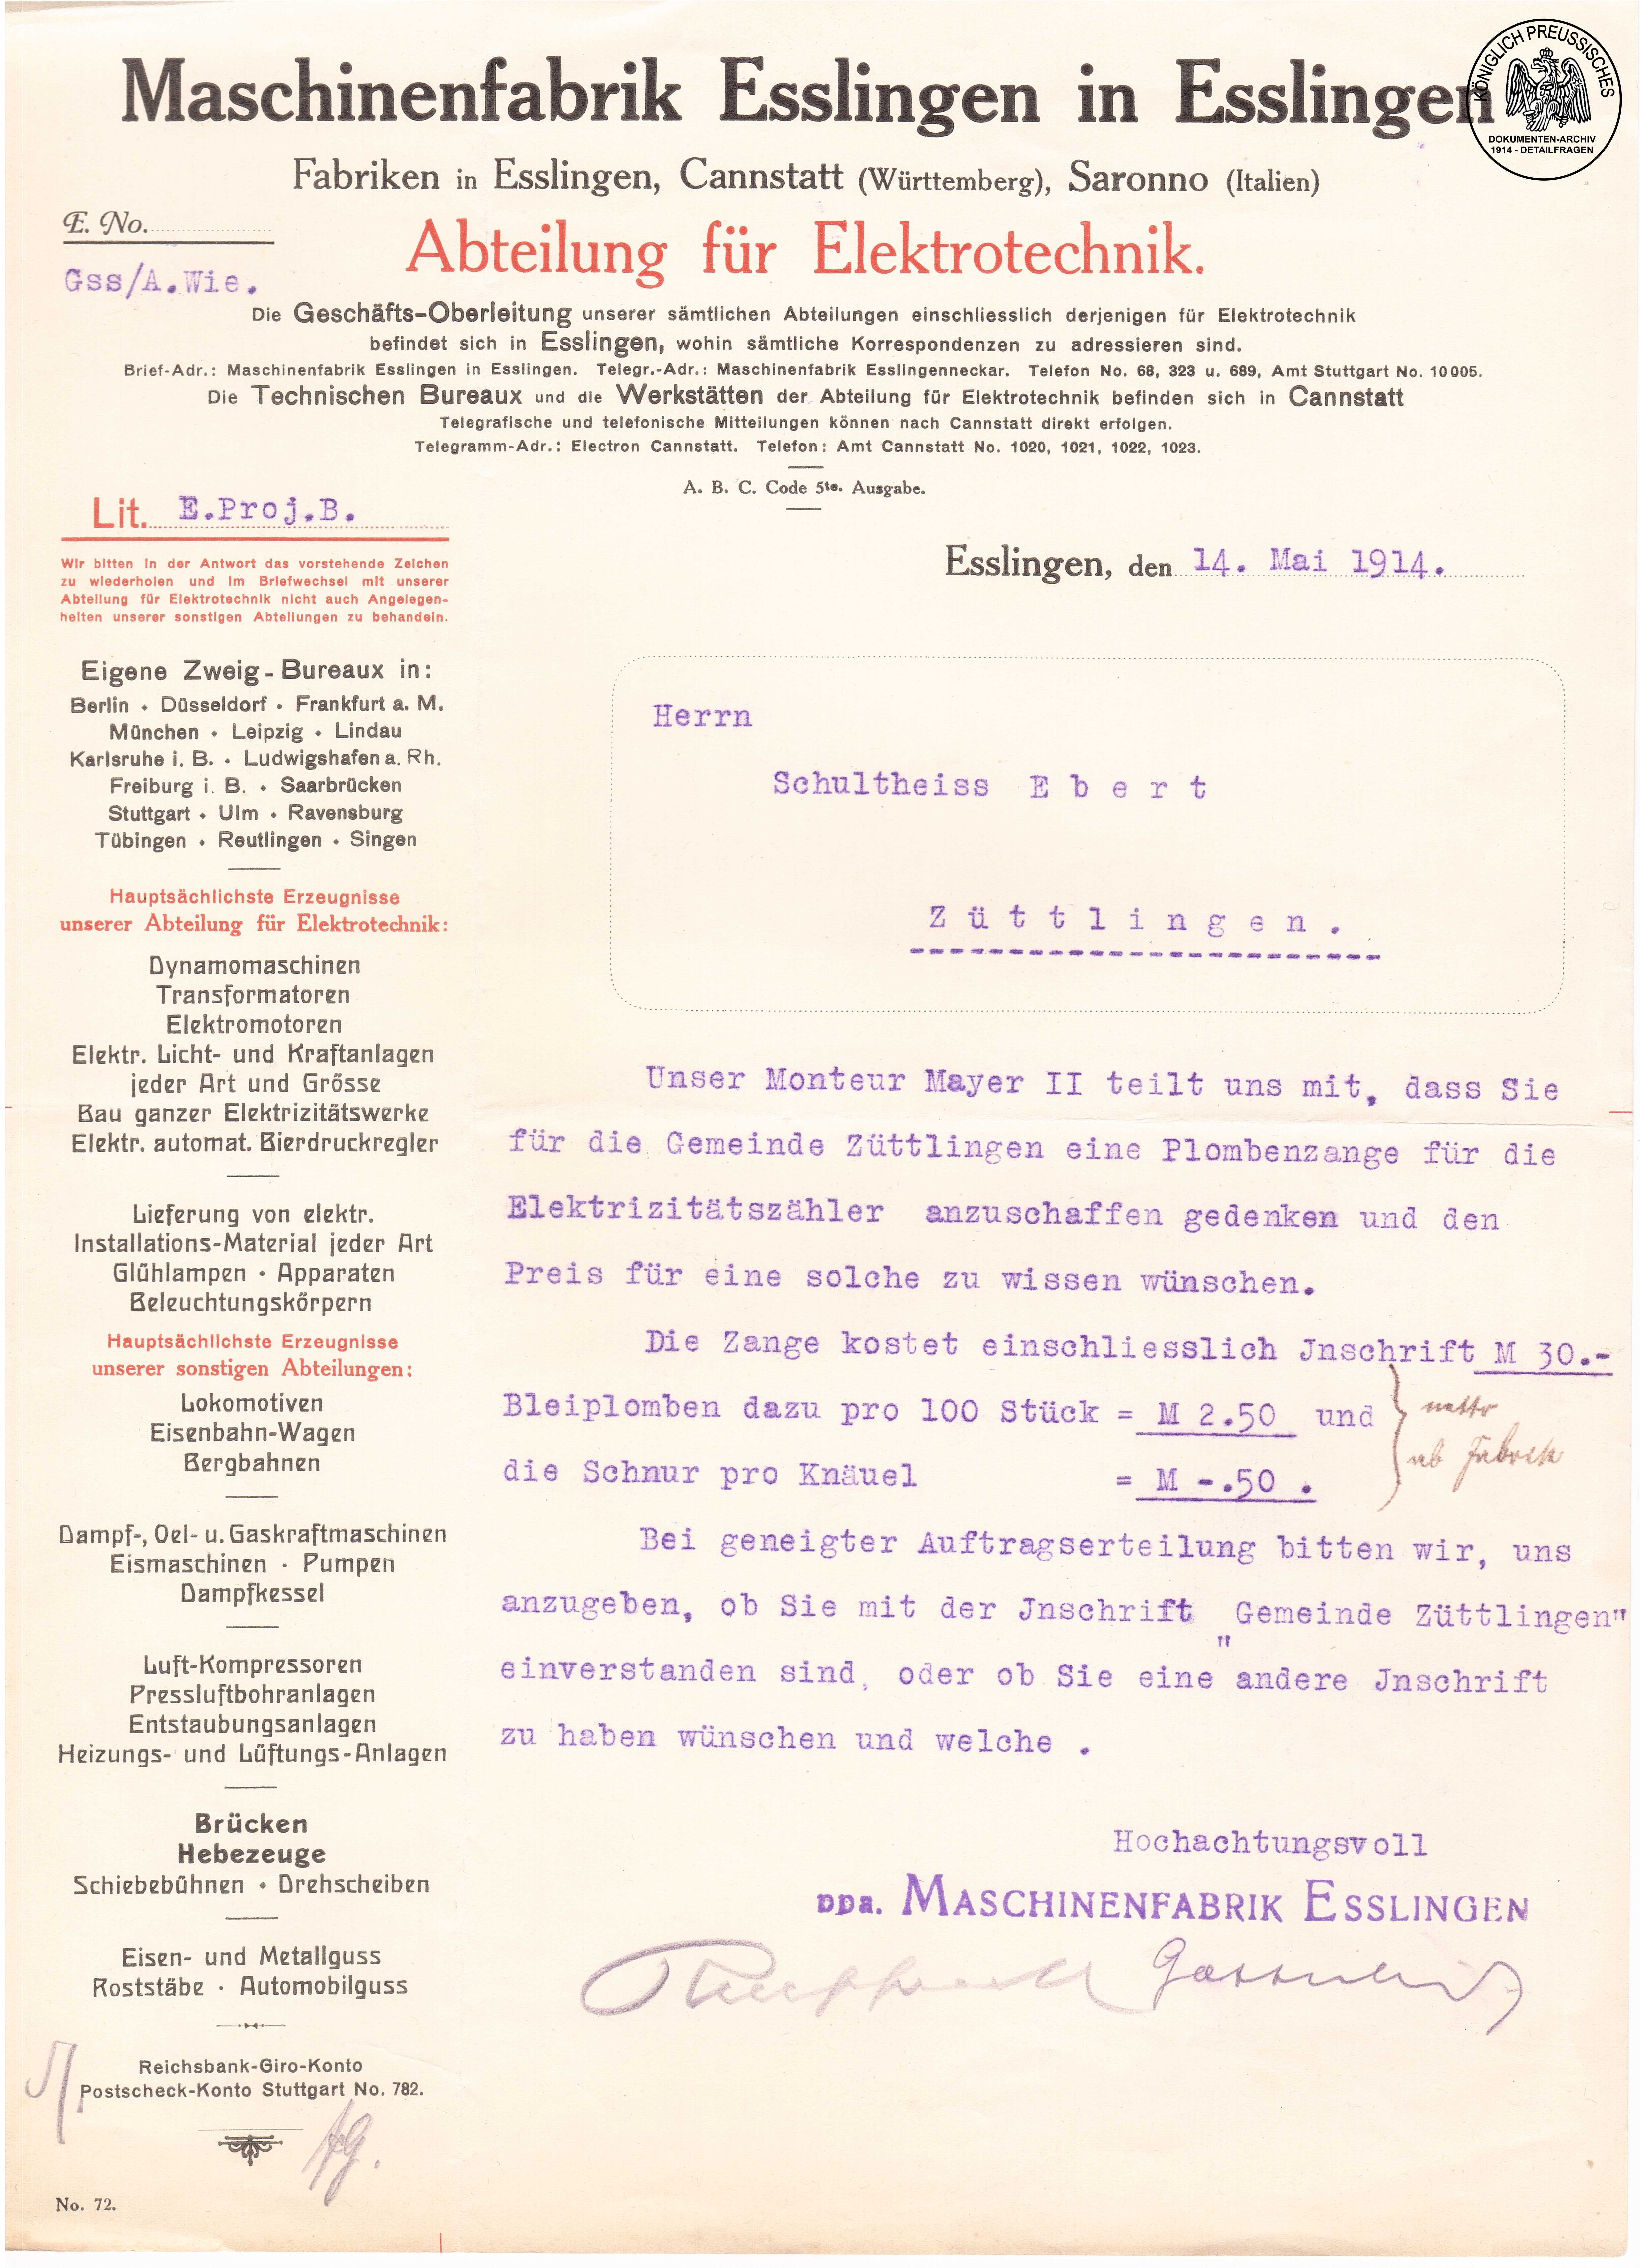 KÖNIGLICH PREUSSISCHES
DOKUMENTEN-ARCHIV
1914 - DETAILFRAGEN
Maschinenfabrik Esslingen in Esslingen
Fabriken in Esslingen, Cannstatt (Württemberg), Saronno (Italien)
E. No.
Abteilung für Elektrotechnik.
Gss/A.Wie.
Die Geschäfts-Oberleitung unserer sämtlichen Abteilungen einschliesslich derjenigen für Elektrotechnik
befindet sich in Esslingen, wohin sämtliche Korrespondenzen zu adressieren sind.
Brief-Adr.: Maschinenfabrik Esslingen in Esslingen. Telegr.-Adr.: Maschinenfabrik Esslingenneckar. Telefon No. 68, 323 u. 689, Amt Stuttgart No. 10005.
Die Technischen Bureaux und die Werkstätten der Abteilung für Elektrotechnik befinden sich in Cannstatt
Telegrafische und telefonische Mitteilungen können nach Cannstatt direkt erfolgen.
Telegramm-Adr.: Electron Cannstatt. Telefon: Amt Cannstatt No. 1020, 1021, 1022, 1023.
A. B. C. Code 5te. Ausgabe.
Lit. E.Proj.B.
Wir bitten in der Antwort das vorstehende Zeichen
zu wiederholen und im Briefwechsel mit unserer
Abteilung für Elektrotechnik nicht auch Angelegen-
heiten unserer sonstigen Abteilungen zu behandeln.
Esslingen, den 14. Mai 1914.
Eigene Zweig-Bureaux in:
Berlin • Düsseldorf • Frankfurt a. M.
München • Leipzig • Lindau
Karlsruhe i. B. • Ludwigshafen a. Rh.
Freiburg i. B. • Saarbrücken
Stuttgart • Ulm • Ravensburg
Tübingen • Reutlingen • Singen
Hauptsächlichste Erzeugnisse
unserer Abteilung für Elektrotechnik:
Dynamomaschinen
Transformatoren
Elektromotoren
Elektr. Licht- und Kraftanlagen
jeder Art und Grösse
Bau ganzer Elektrizitätswerke
Elektr. automat. Bierdruckregler
Lieferung von elektr.
Installations-Material jeder Art
Glühlampen • Apparaten
Beleuchtungskörpern
Hauptsächlichste Erzeugnisse
unserer sonstigen Abteilungen:
Lokomotiven
Eisenbahn-Wagen
Bergbahnen
Dampf-, Oel- u. Gaskraftmaschinen
Eismaschinen • Pumpen
Dampfkessel
Luft-Kompressoren
Pressluftbohranlagen
Entstaubungsanlagen
Heizungs- und Lüftungs-Anlagen
Brücken
Hebezeuge
Schiebebühnen • Drehscheiben
Eisen- und Metallguss
Roststäbe • Automobilguss
Reichsbank-Giro-Konto
Postscheck-Konto Stuttgart No. 782.
No. 72.
Herrn
Schultheiss E b e r t
Z ü t t l i n g e n .
Unser Monteur Mayer II teilt uns mit, dass Sie
für die Gemeinde Züttlingen eine Plombenzange für die
Elektrizitätszähler anzuschaffen gedenken und den
Preis für eine solche zu wissen wünschen.
Die Zange kostet einschliesslich Jnschrift M 30.-
Bleiplomben dazu pro 100 Stück = M 2.50 und
die Schnur pro Knäuel = M -.50 .
netto
ab Fabrik
Bei geneigter Auftragserteilung bitten wir, uns
anzugeben, ob Sie mit der Jnschrift "Gemeinde Züttlingen"
einverstanden sind, oder ob Sie eine andere Jnschrift
zu haben wünschen und welche .
Hochachtungsvoll
ppa. MASCHINENFABRIK ESSLINGEN